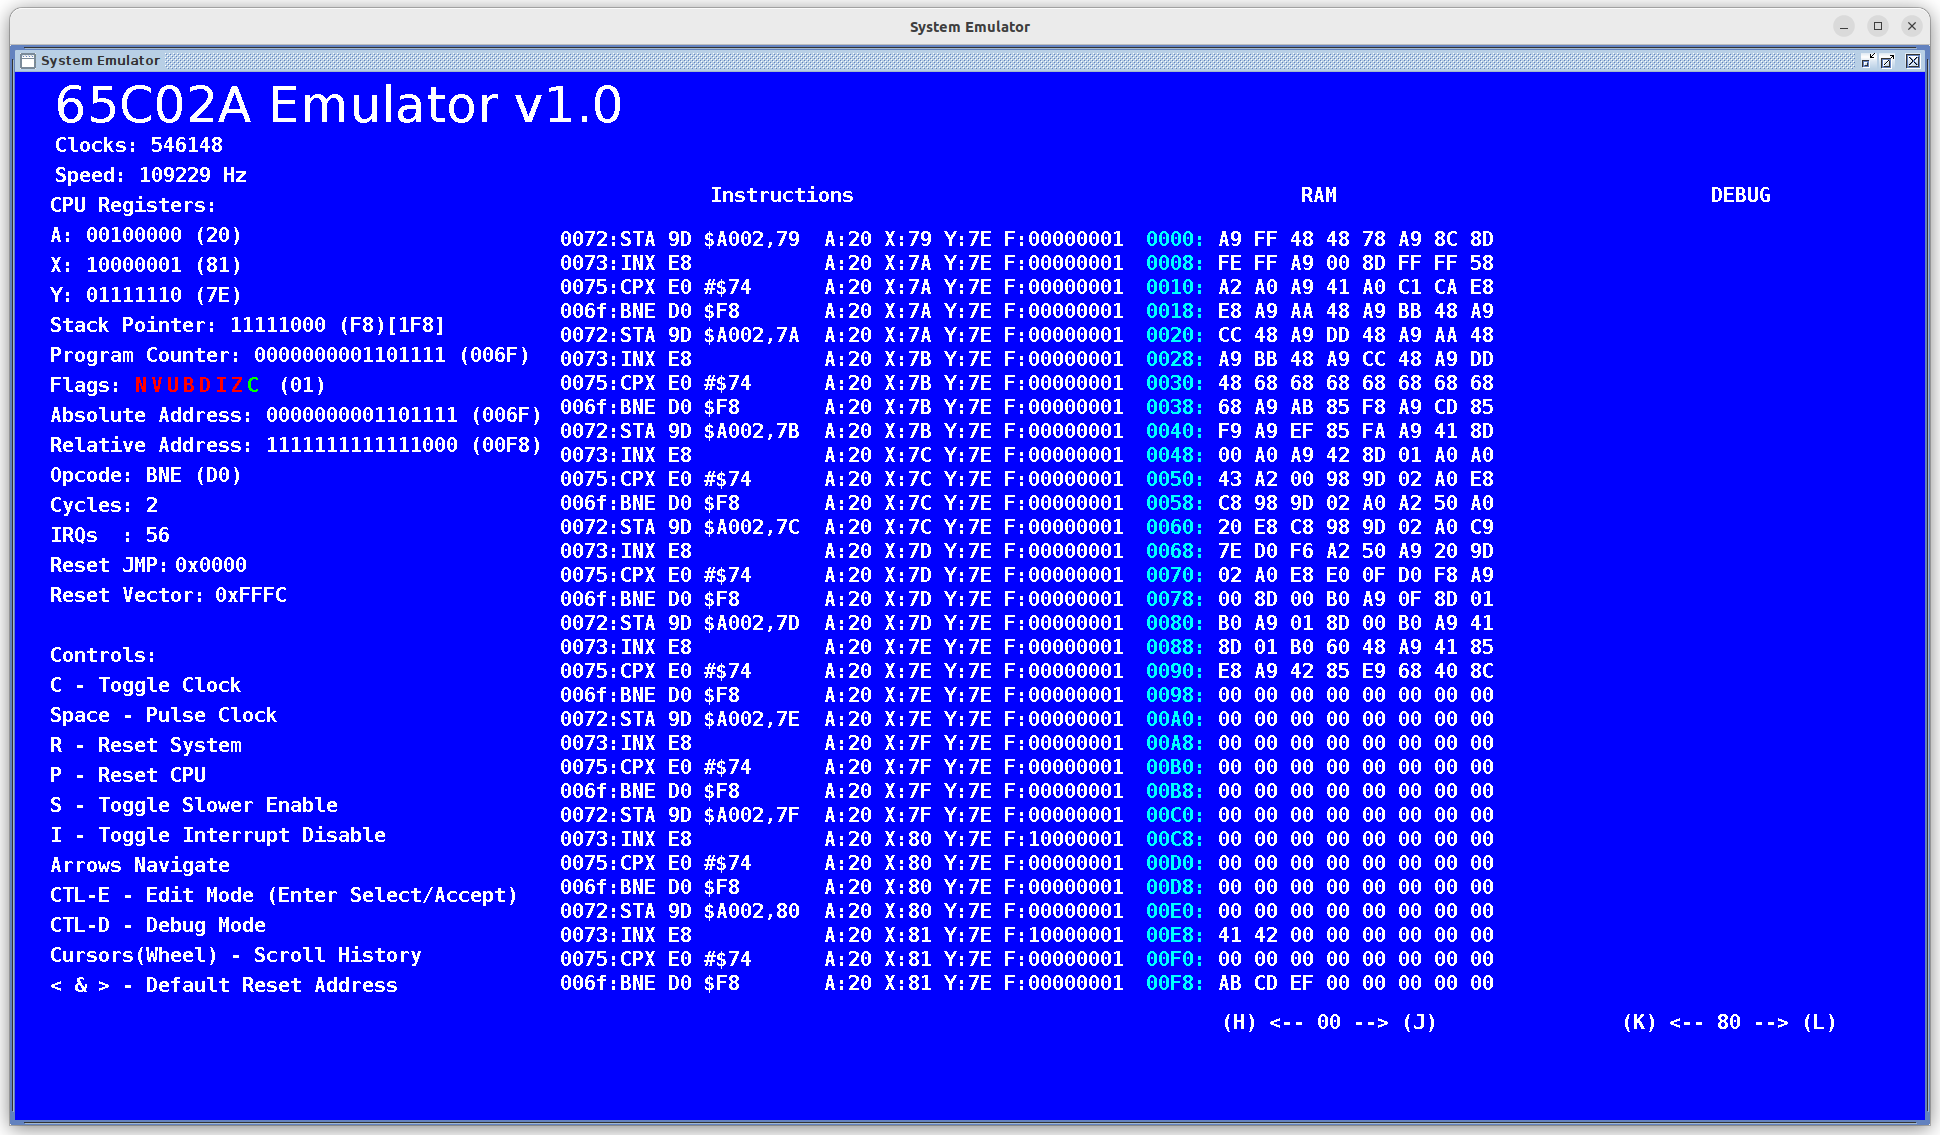 System Emulator
System Emulator
65C02A Emulator v1.0
Clocks: 546148
Speed: 109229 Hz
CPU Registers:
A: 00100000 (20)
X: 10000001 (81)
Y: 01111110 (7E)
Stack Pointer: 11111000 (F8)[1F8]
Program Counter: 0000000001101111 (006F)
Flags: NVUBDIZC (01)
Absolute Address: 0000000001101111 (006F)
Relative Address: 1111111111111000 (00F8)
Opcode: BNE (D0)
Cycles: 2
IRQs : 56
Reset JMP: 0x0000
Reset Vector: 0xFFFC
Controls:
C - Toggle Clock
Space - Pulse Clock
R - Reset System
P - Reset CPU
S - Toggle Slower Enable
I - Toggle Interrupt Disable
Arrows Navigate
CTL-E - Edit Mode (Enter Select/Accept)
CTL-D - Debug Mode
Cursors(Wheel) - Scroll History
< & > - Default Reset Address
Instructions
0072:STA 9D $A002,79 A:20 X:79 Y:7E F:00000001
0073:INX E8 A:20 X:7A Y:7E F:00000001
0075:CPX E0 #$74 A:20 X:7A Y:7E F:00000001
006f:BNE D0 $F8 A:20 X:7A Y:7E F:00000001
0072:STA 9D $A002,7A A:20 X:7A Y:7E F:00000001
0073:INX E8 A:20 X:7B Y:7E F:00000001
0075:CPX E0 #$74 A:20 X:7B Y:7E F:00000001
006f:BNE D0 $F8 A:20 X:7B Y:7E F:00000001
0072:STA 9D $A002,7B A:20 X:7B Y:7E F:00000001
0073:INX E8 A:20 X:7C Y:7E F:00000001
0075:CPX E0 #$74 A:20 X:7C Y:7E F:00000001
006f:BNE D0 $F8 A:20 X:7C Y:7E F:00000001
0072:STA 9D $A002,7C A:20 X:7C Y:7E F:00000001
0073:INX E8 A:20 X:7D Y:7E F:00000001
0075:CPX E0 #$74 A:20 X:7D Y:7E F:00000001
006f:BNE D0 $F8 A:20 X:7D Y:7E F:00000001
0072:STA 9D $A002,7D A:20 X:7D Y:7E F:00000001
0073:INX E8 A:20 X:7E Y:7E F:00000001
0075:CPX E0 #$74 A:20 X:7E Y:7E F:00000001
006f:BNE D0 $F8 A:20 X:7E Y:7E F:00000001
0072:STA 9D $A002,7E A:20 X:7E Y:7E F:00000001
0073:INX E8 A:20 X:7F Y:7E F:00000001
0075:CPX E0 #$74 A:20 X:7F Y:7E F:00000001
006f:BNE D0 $F8 A:20 X:7F Y:7E F:00000001
0072:STA 9D $A002,7F A:20 X:7F Y:7E F:00000001
0073:INX E8 A:20 X:80 Y:7E F:10000001
0075:CPX E0 #$74 A:20 X:80 Y:7E F:00000001
006f:BNE D0 $F8 A:20 X:80 Y:7E F:00000001
0072:STA 9D $A002,80 A:20 X:80 Y:7E F:00000001
0073:INX E8 A:20 X:81 Y:7E F:10000001
0075:CPX E0 #$74 A:20 X:81 Y:7E F:00000001
006f:BNE D0 $F8 A:20 X:81 Y:7E F:00000001
RAM
0000: A9 FF 48 48 78 A9 8C 8D
0008: FE FF A9 00 8D FF FF 58
0010: A2 A0 A9 41 A0 C1 CA E8
0018: E8 A9 AA 48 A9 BB 48 A9
0020: CC 48 A9 DD 48 A9 AA 48
0028: A9 BB 48 A9 CC 48 A9 DD
0030: 48 68 68 68 68 68 68 68
0038: 68 A9 AB 85 F8 A9 CD 85
0040: F9 A9 EF 85 FA A9 41 8D
0048: 00 A0 A9 42 8D 01 A0 A0
0050: 43 A2 00 98 9D 02 A0 E8
0058: C8 98 9D 02 A0 A2 50 A0
0060: 20 E8 C8 98 9D 02 A0 C9
0068: 7E D0 F6 A2 50 A9 20 9D
0070: 02 A0 E8 E0 0F D0 F8 A9
0078: 00 8D 00 B0 A9 0F 8D 01
0080: B0 A9 01 8D 00 B0 A9 41
0088: 8D 01 B0 60 48 A9 41 85
0090: E8 A9 42 85 E9 68 40 8C
0098: 00 00 00 00 00 00 00 00
00A0: 00 00 00 00 00 00 00 00
00A8: 00 00 00 00 00 00 00 00
00B0: 00 00 00 00 00 00 00 00
00B8: 00 00 00 00 00 00 00 00
00C0: 00 00 00 00 00 00 00 00
00C8: 00 00 00 00 00 00 00 00
00D0: 00 00 00 00 00 00 00 00
00D8: 00 00 00 00 00 00 00 00
00E0: 00 00 00 00 00 00 00 00
00E8: 41 42 00 00 00 00 00 00
00F0: 00 00 00 00 00 00 00 00
00F8: AB CD EF 00 00 00 00 00
(H) <-- 00 --> (J)
DEBUG
(K) <-- 80 --> (L)